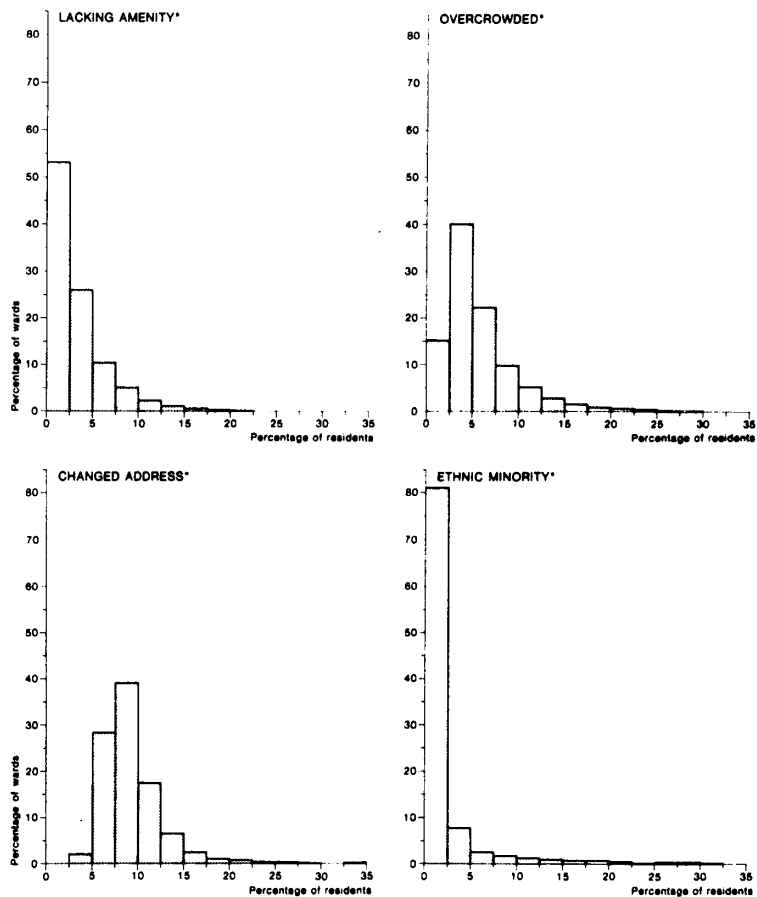 LACKING AMENITY*
80
70
60
50
40
30
20
10
0
Percentage of wards
0 5 10 15 20 25 30 35
Percentage of residents
OVERCROWDED*
80
70
60
50
40
30
20
10
0
0 5 10 15 20 25 30 35
Percentage of residents
CHANGED ADDRESS*
80
70
60
50
40
30
20
10
0
Percentage of wards
0 5 10 15 20 25 30 35
Percentage of residents
ETHNIC MINORITY*
80
70
60
50
40
30
20
10
0
0 5 10 15 20 25 30 35
Percentage of residents